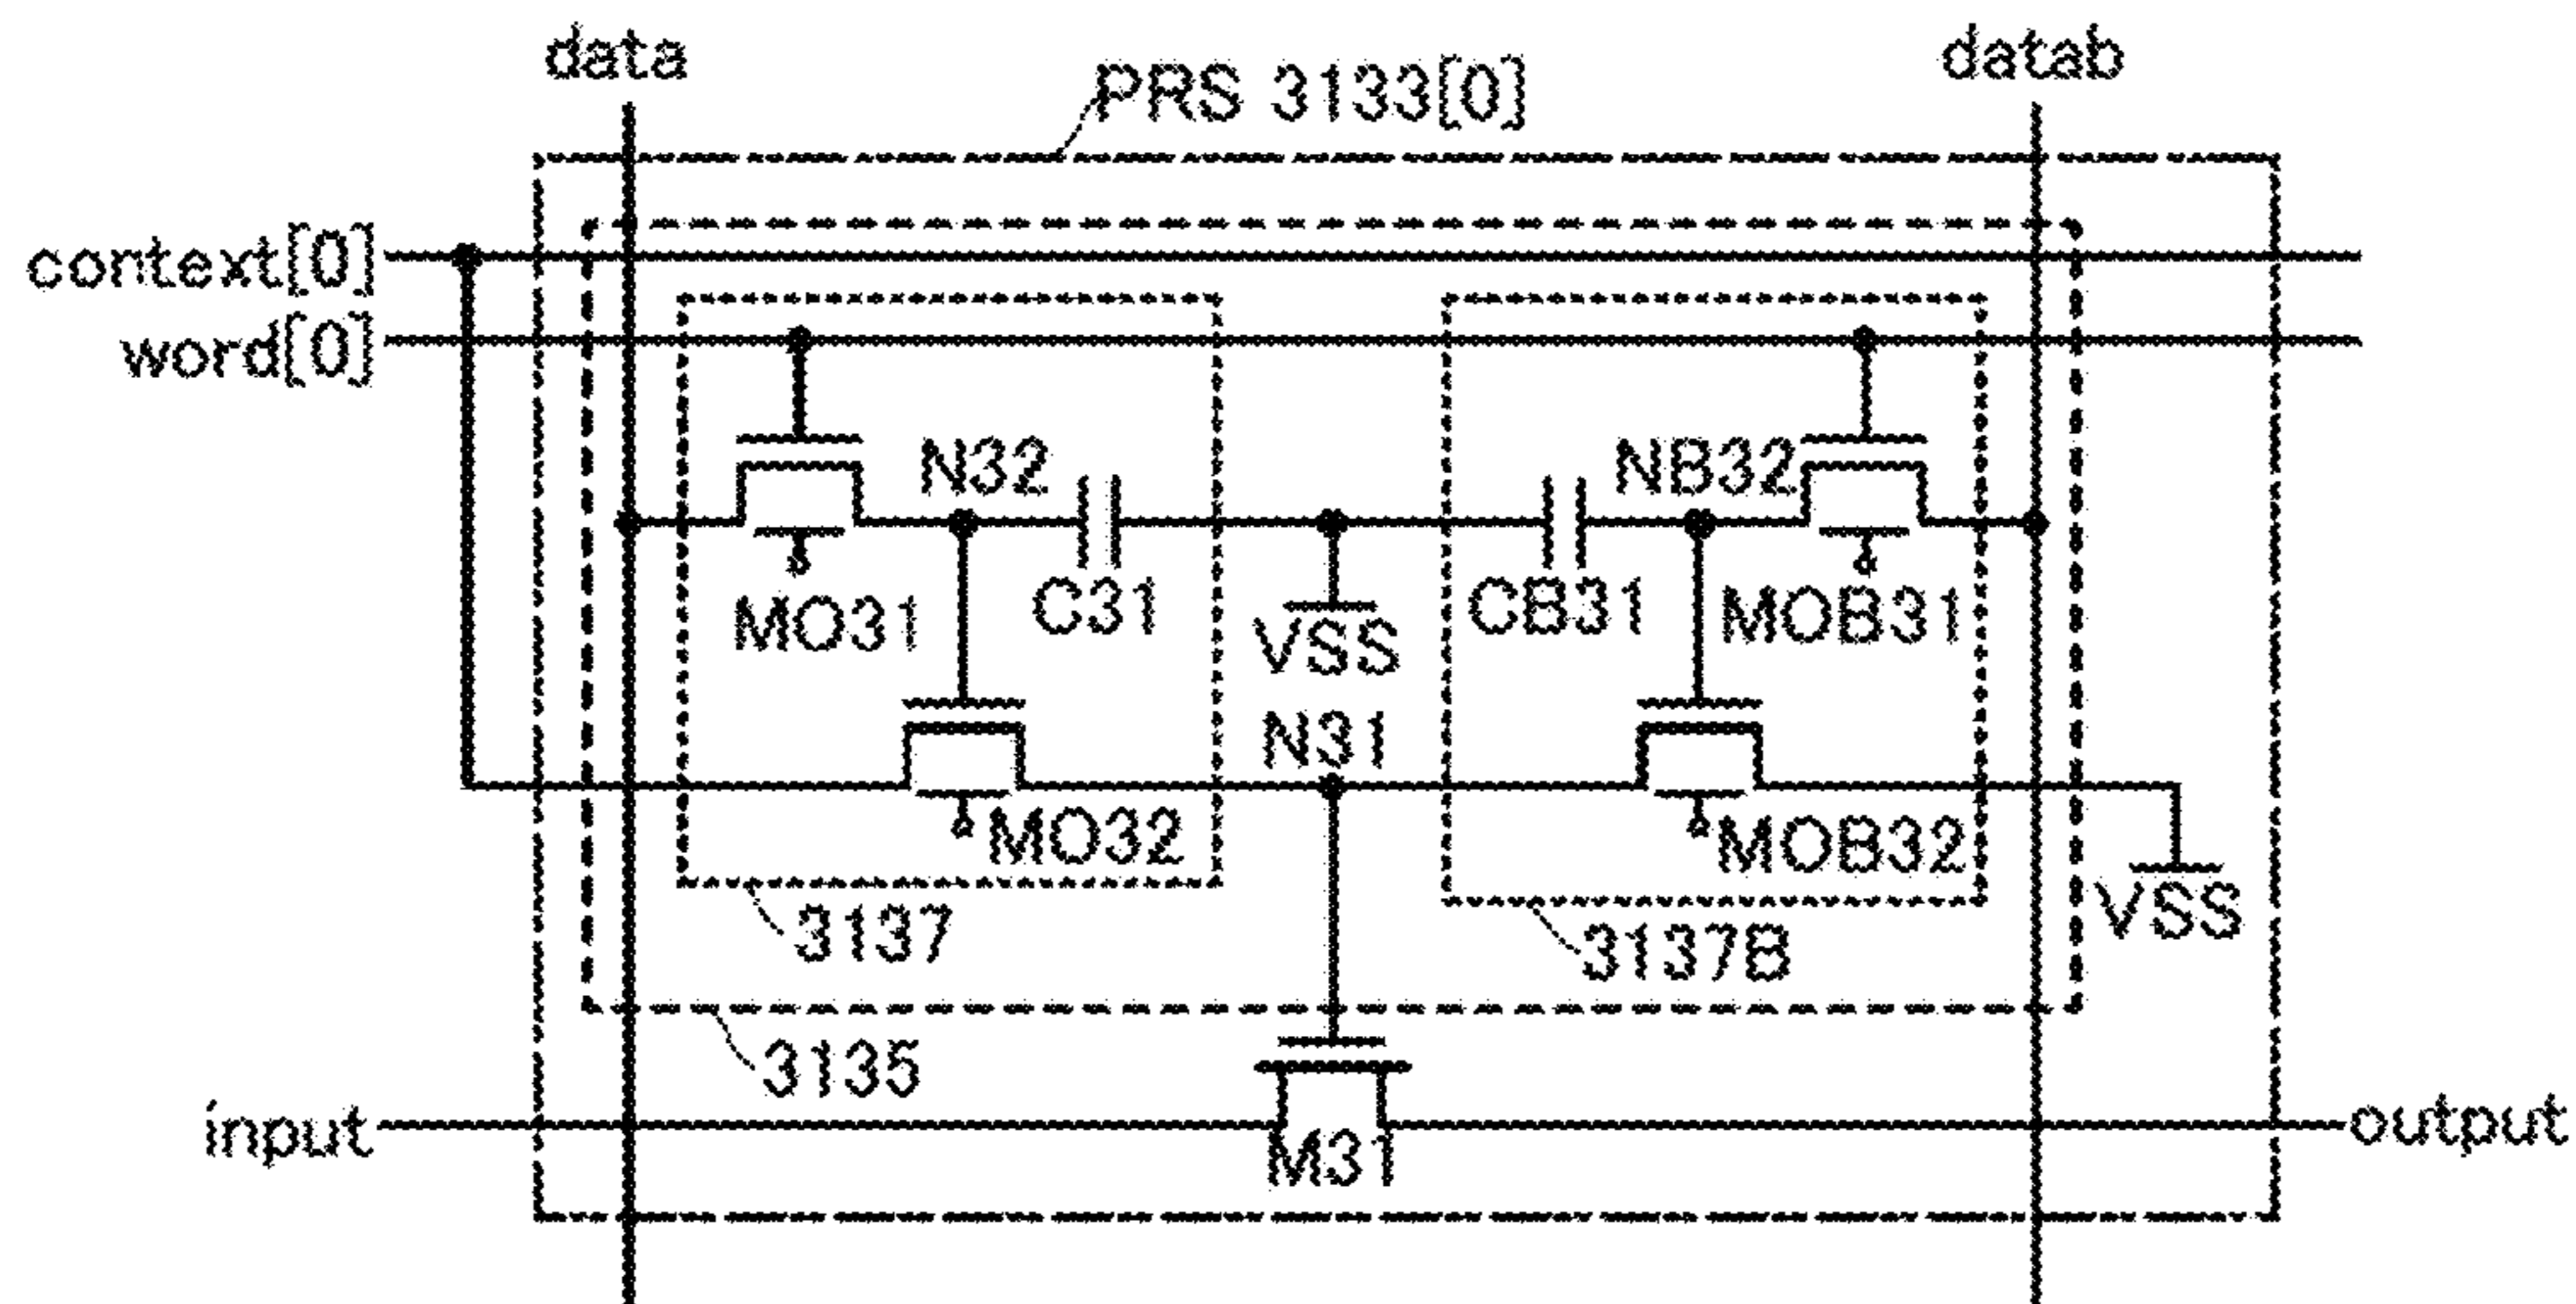 data
datab
PRS 3133[0]
context[0]
word[0]
N32
NB32
C31
CB31
MO31
MOB31
VSS
N31
MO32
MOB32
VSS
3137
3137B
3135
input
output
M31